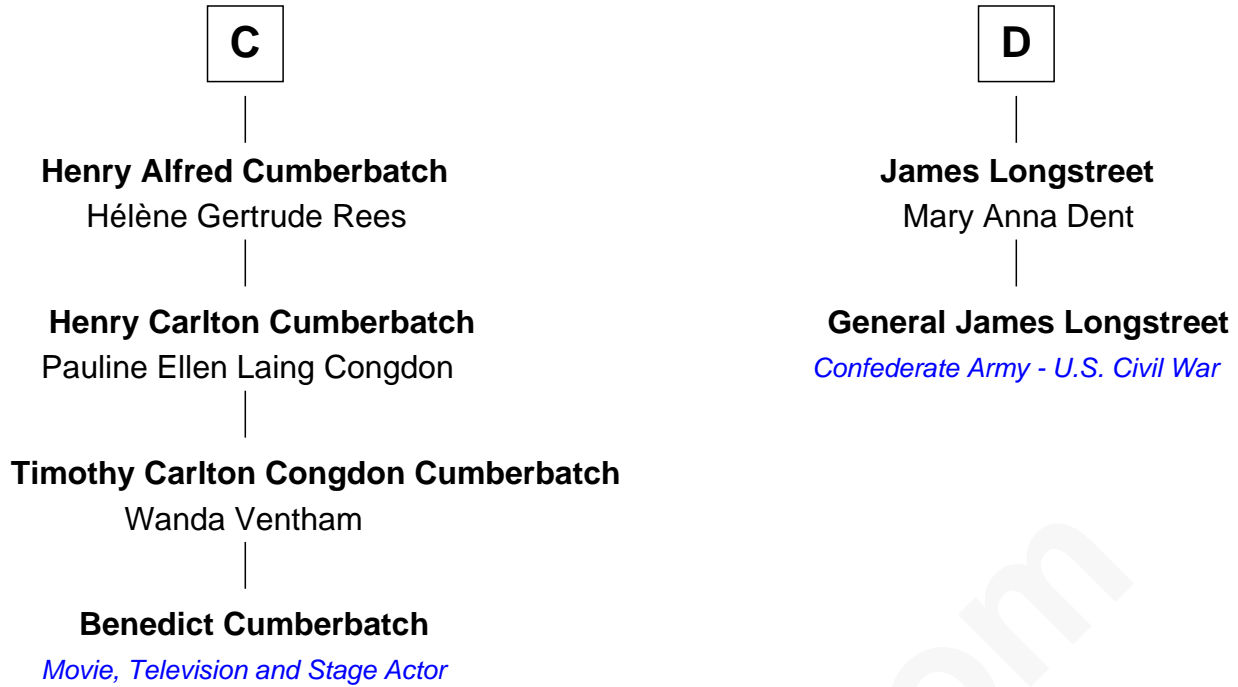 C
Henry Alfred Cumberbatch
Hélène Gertrude Rees
Henry Carlton Cumberbatch
Pauline Ellen Laing Congdon
Timothy Carlton Congdon Cumberbatch
Wanda Ventham
Benedict Cumberbatch
Movie, Television and Stage Actor
D
James Longstreet
Mary Anna Dent
General James Longstreet
Confederate Army - U.S. Civil War
om